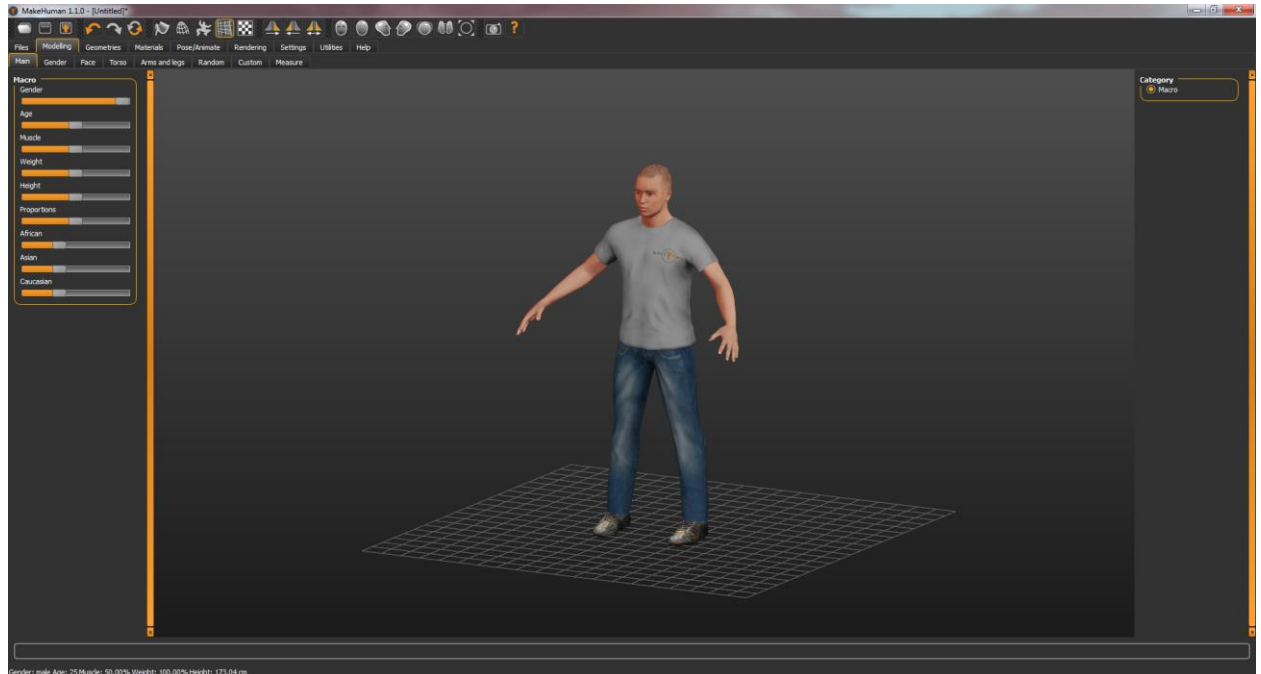 MakeHuman 1.1.0 - [Untitled]*
Files Modeling Geometries Materials Pose/Animate Rendering Settings Utilities Help
Main Gender Face Torso Arms and legs Random Custom Measure
Macro
Gender
Age
Muscle
Weight
Height
Proportions
African
Asian
Caucasian
Category
Macro
Gender: male Age: 25 Muscle: 50.00% Weight: 100.00% Height: 173.04 cm